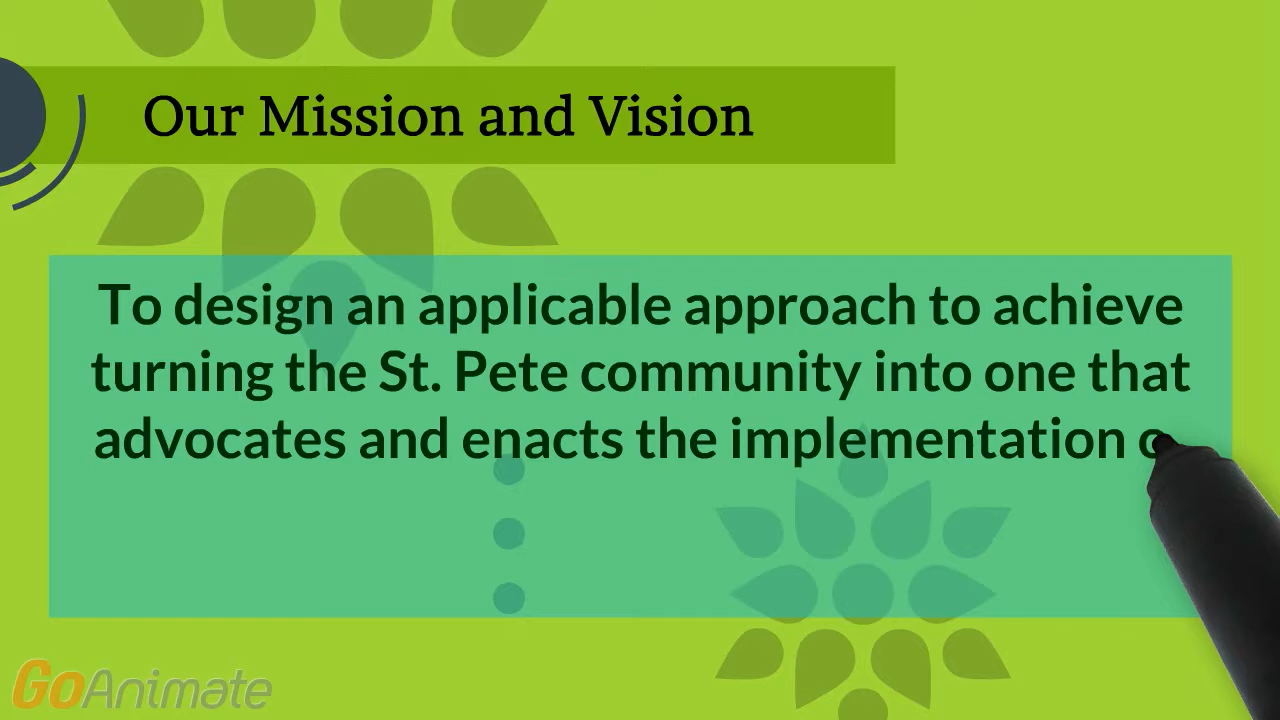 Our Mission and Vision
To design an applicable approach to achieve
turning the St. Pete community into one that
advocates and enacts the implementation
GoAnimate